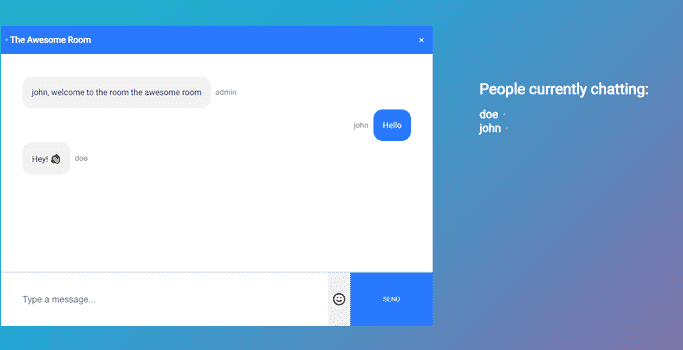 The Awesome Room
john, welcome to the room the awesome room admin
john Hello
Hey! 👋 doe
Type a message...
SEND
People currently chatting:
doe
john